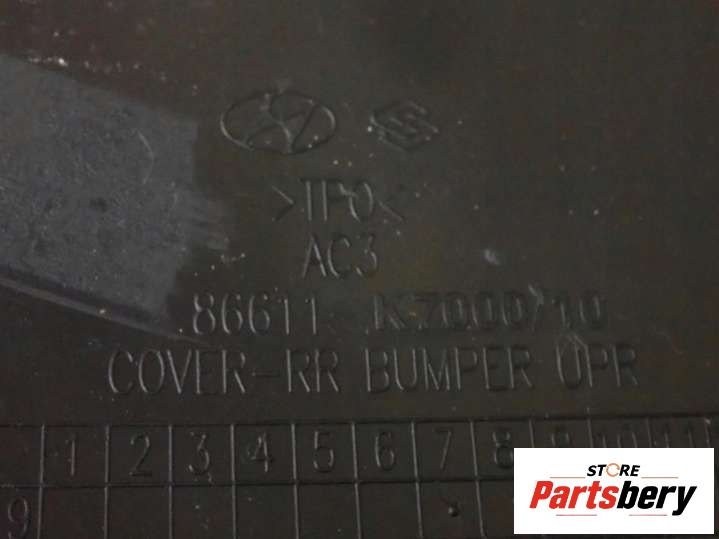 >TPO<
AC3
86611 K7000/10
COVER-RR BUMPER UPR
1 2 3 4 5 6 7 8 9 10 11
9
STORE
Partsbery